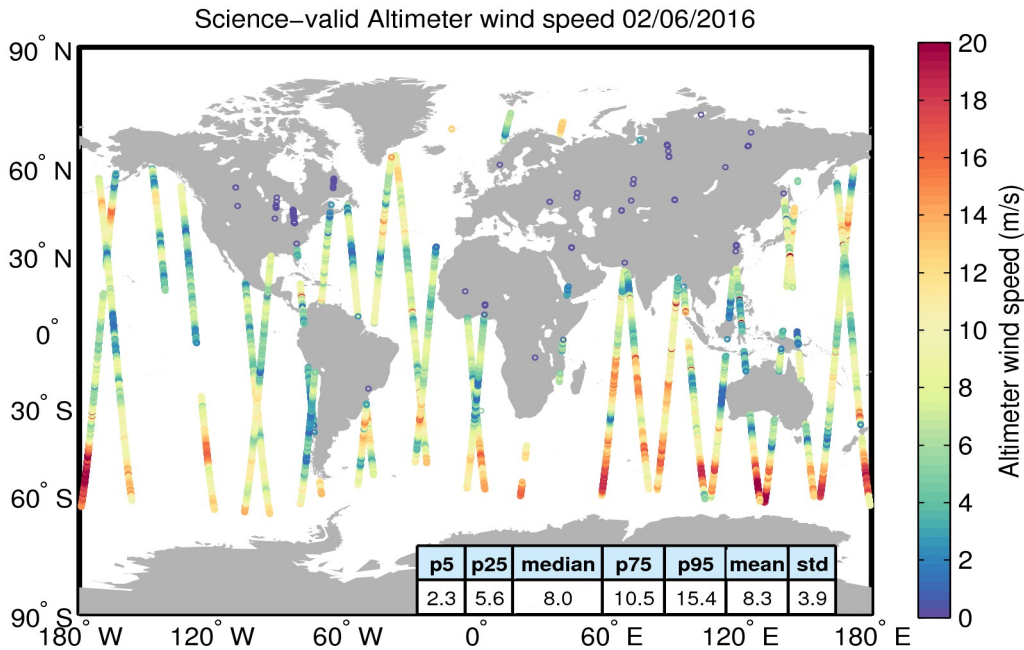 Science−valid Altimeter wind speed 02/06/2016
90° N
60° N
30° N
0°
30° S
60° S
90° S
180° W
120° W
60° W
0°
60° E
120° E
180° E
p5 p25 median p75 p95 mean std
2.3 5.6 8.0 10.5 15.4 8.3 3.9
20
18
16
14
12
10
8
6
4
2
0
Altimeter wind speed (m/s)